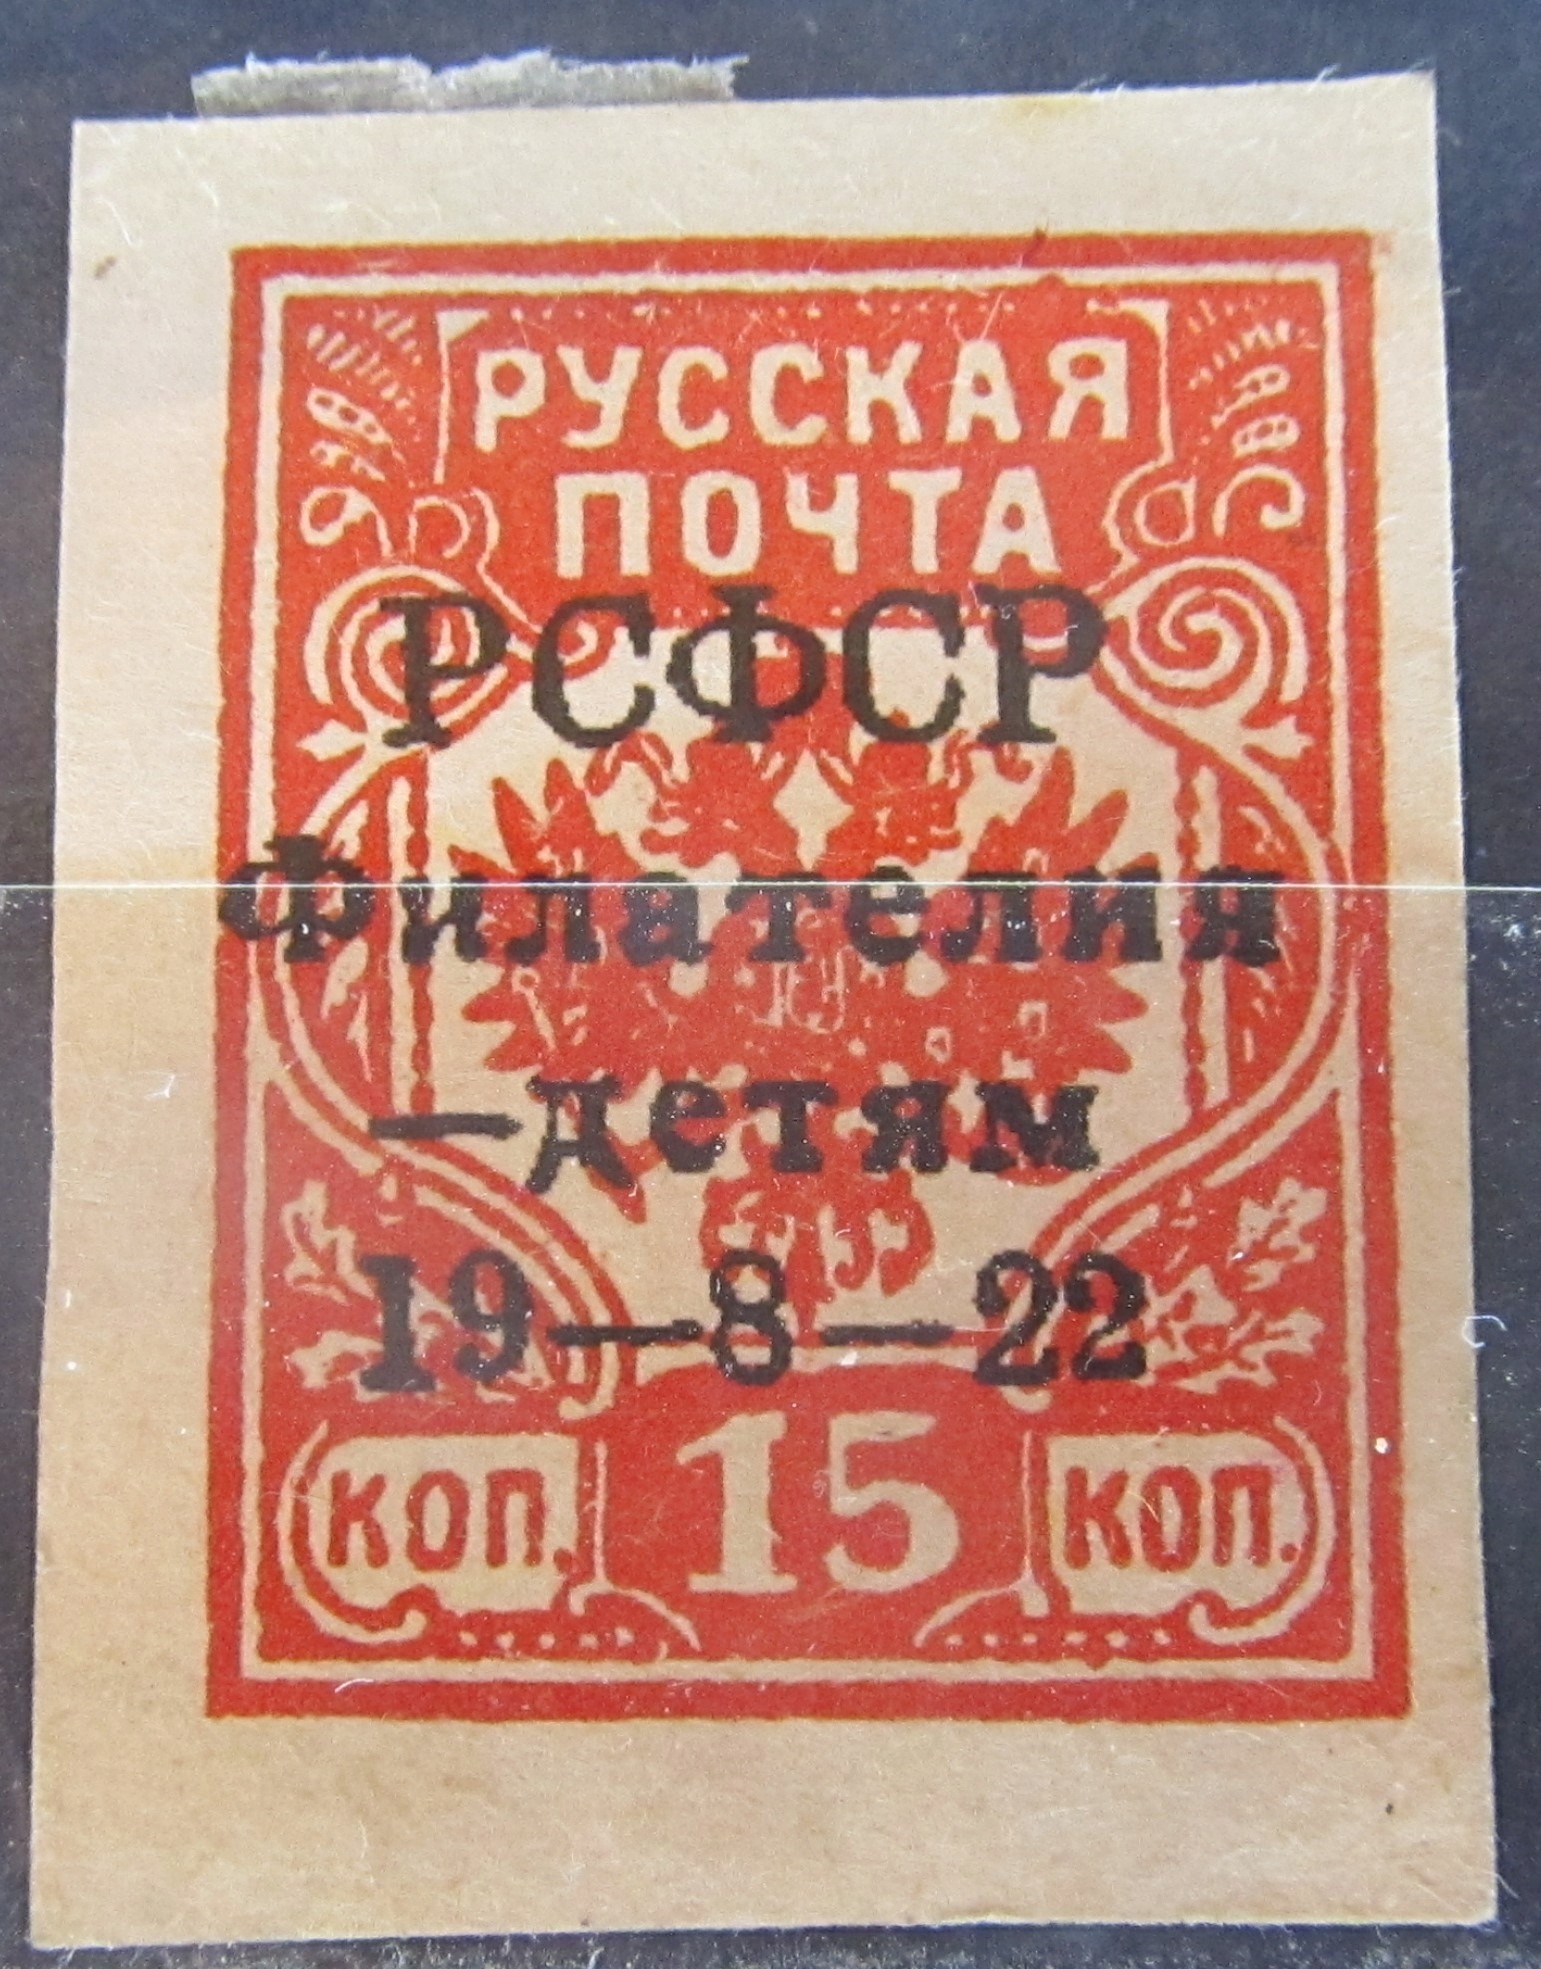 РУССКАЯ
ПОЧТА
РСФСР
Филателия
—детям
19—8—22
КОП. 15 КОП.